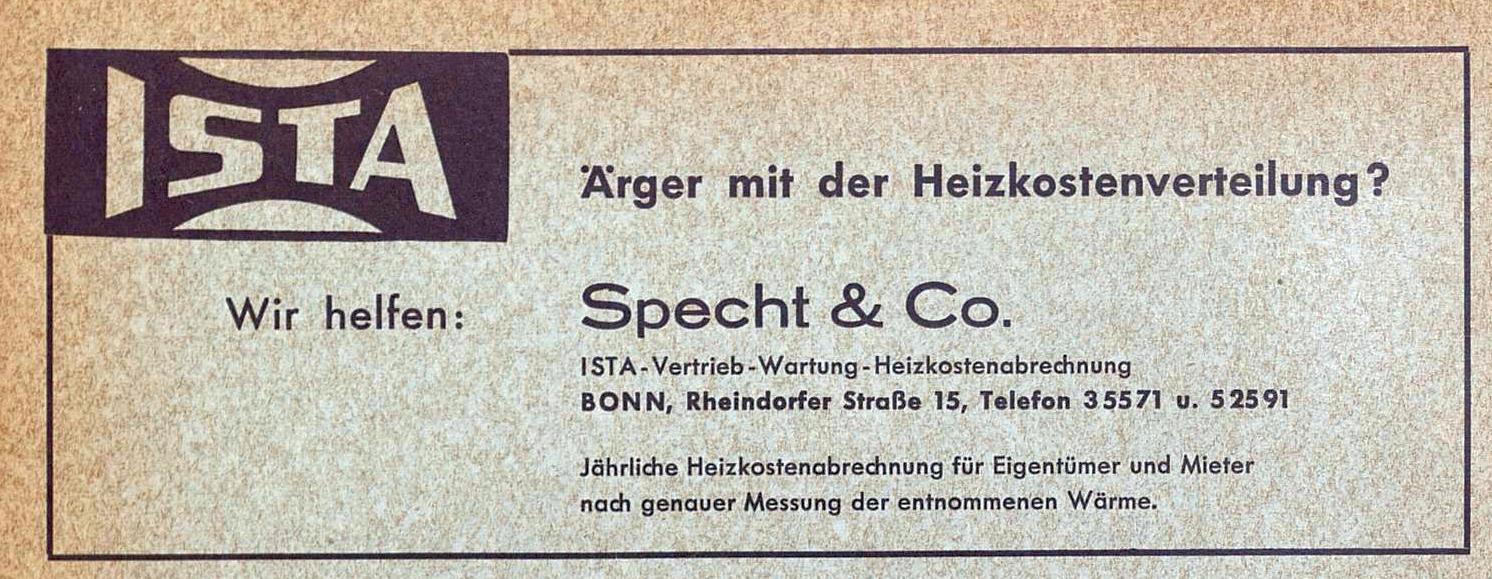 ISTA
Ärger mit der Heizkostenverteilung?
Wir helfen:
Specht & Co.
ISTA-Vertrieb-Wartung-Heizkostenabrechnung
BONN, Rheindorfer Straße 15, Telefon 35571 u. 52591
Jährliche Heizkostenabrechnung für Eigentümer und Mieter
nach genauer Messung der entnommenen Wärme.